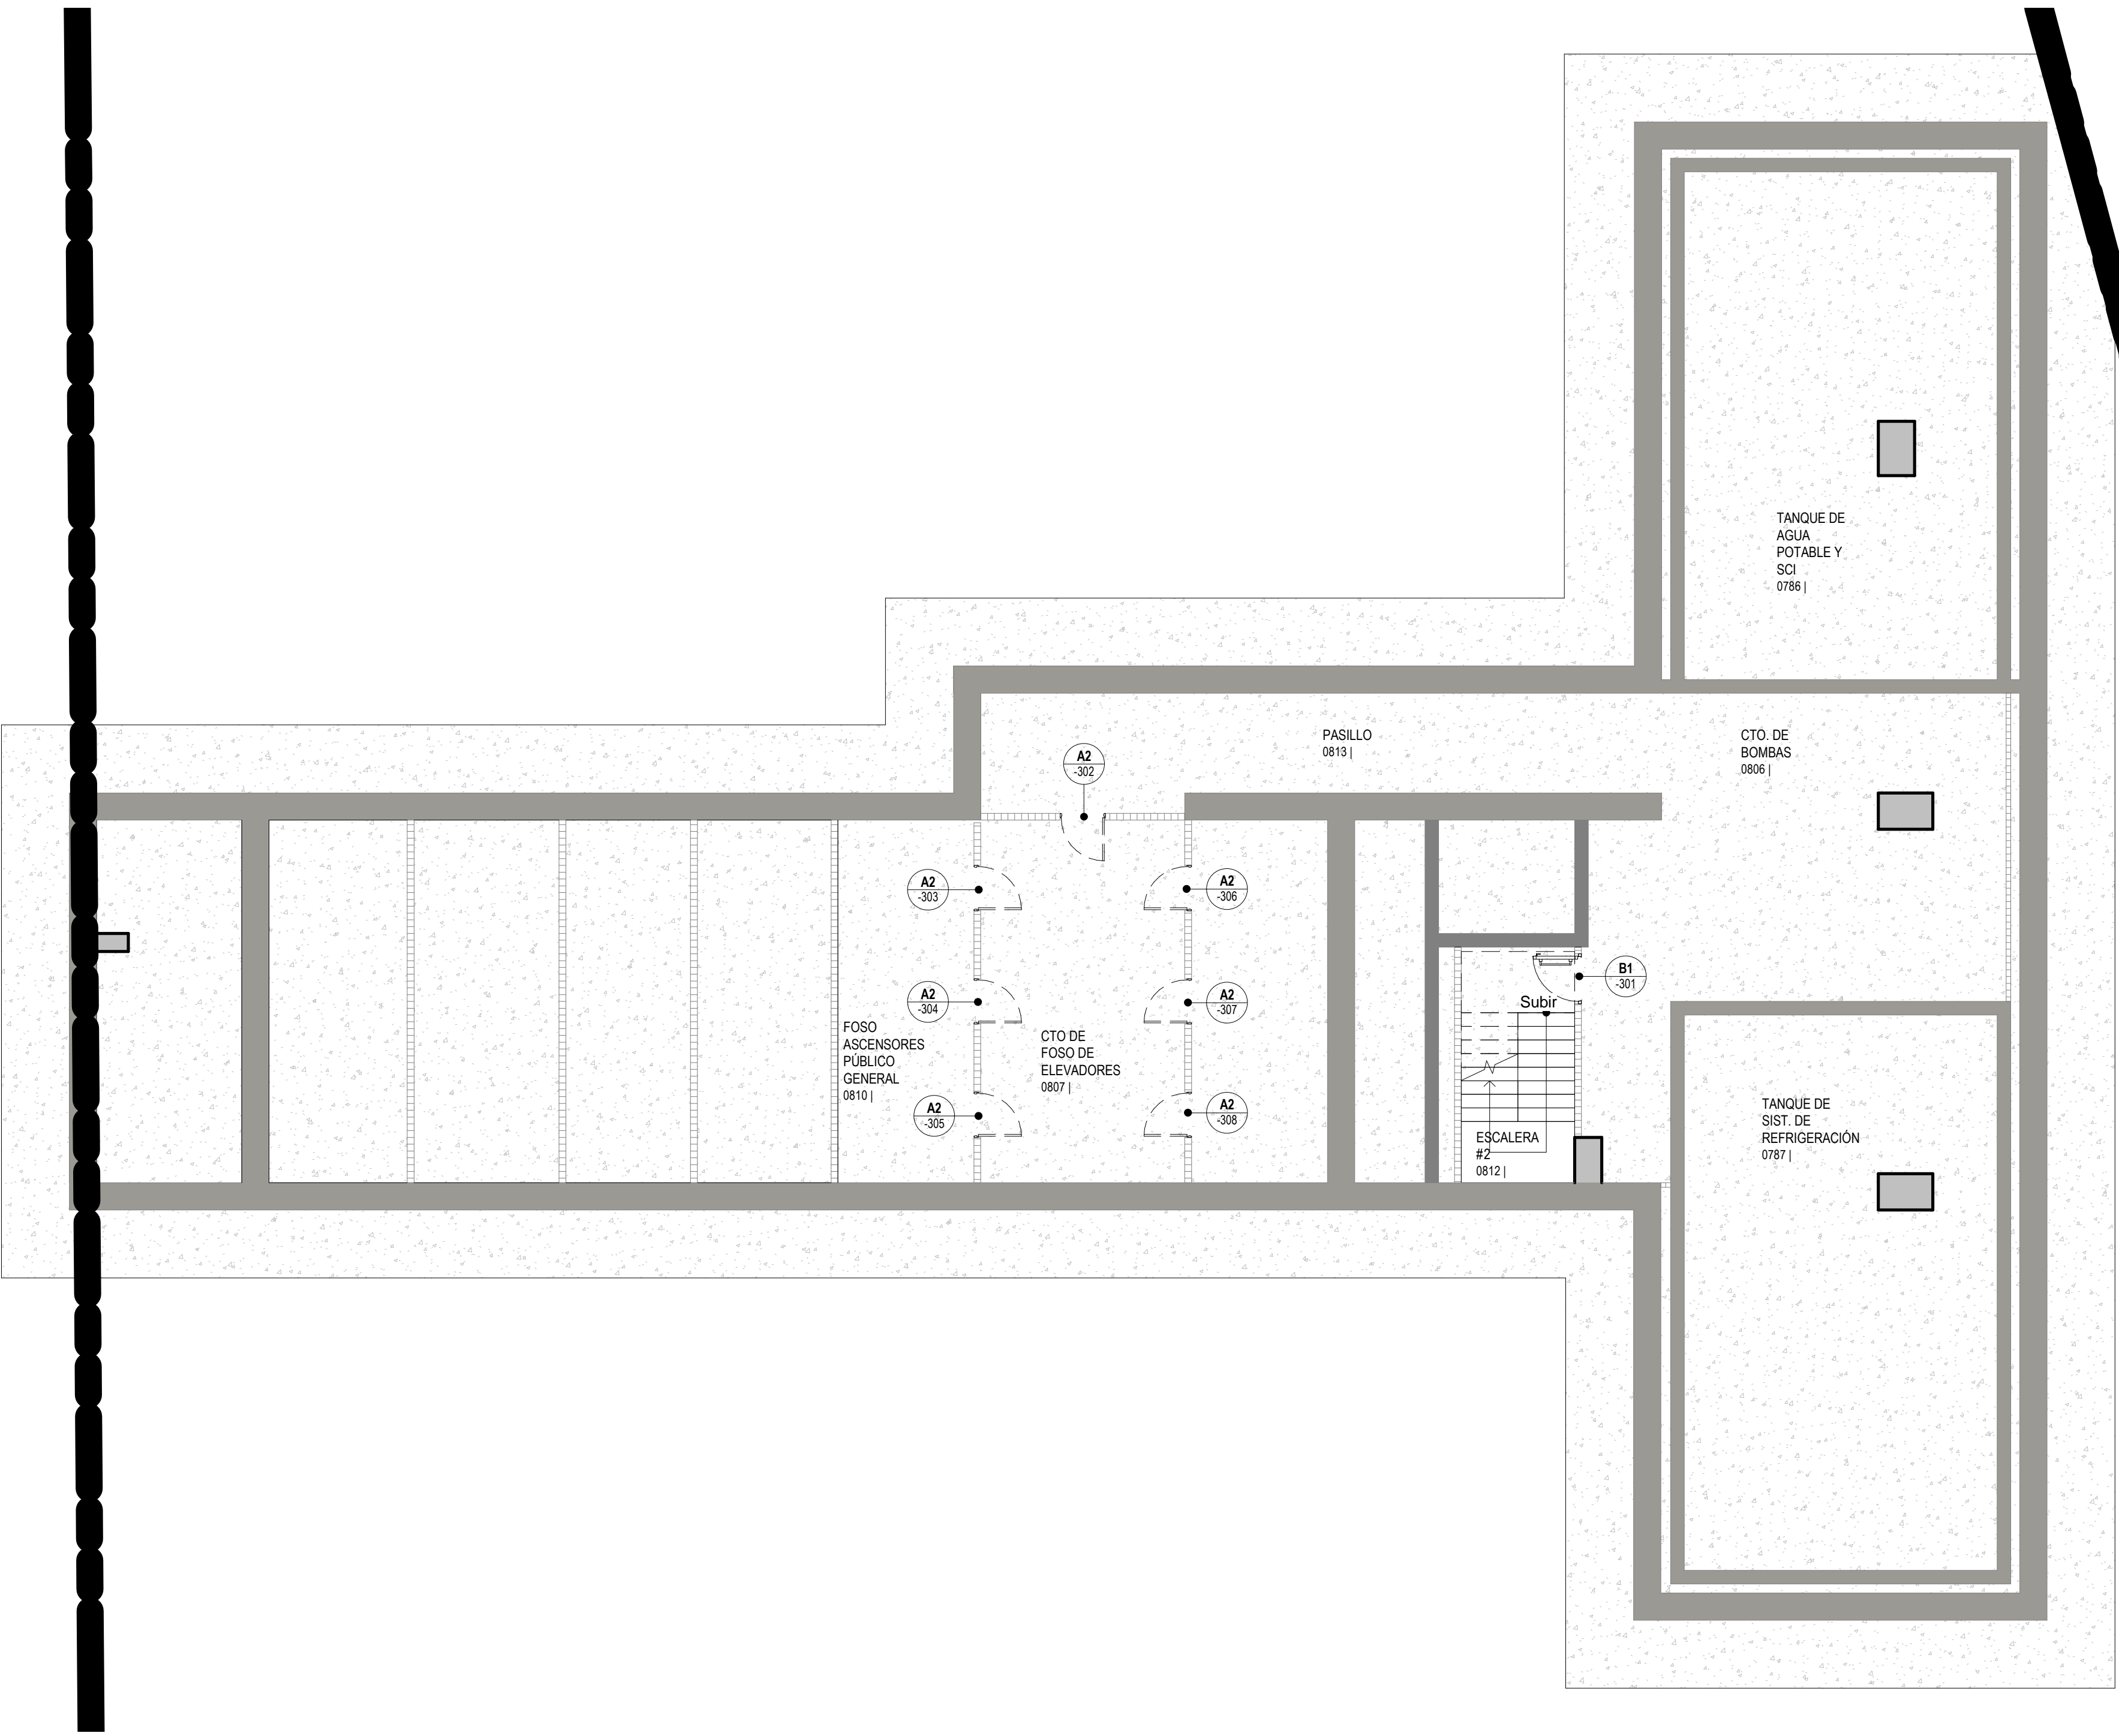 TANQUE DE
AGUA
POTABLE Y
SCI
0786 |
PASILLO
0813 |
CTO. DE
BOMBAS
0806 |
A2
-302
A2
-303
A2
-306
A2
-304
A2
-307
B1
-301
Subir
FOSO
ASCENSORES
PÚBLICO
GENERAL
0810 |
CTO DE
FOSO DE
ELEVADORES
0807 |
A2
-305
A2
-308
ESCALERA
#2
0812 |
TANQUE DE
SIST. DE
REFRIGERACIÓN
0787 |